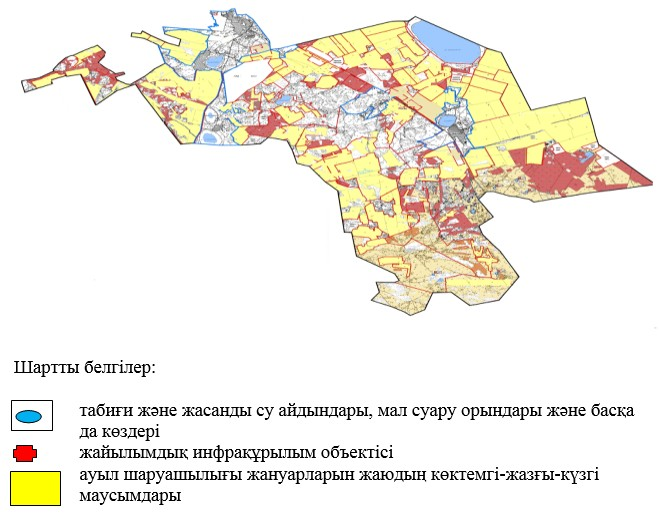 Шартты белгілер:
табиғи және жасанды су айдындары, мал суару орындары және басқа
да көздері
жайылымдық инфрақұрылым объектісі
ауыл шаруашылығы жануарларын жаюдың көктемгі-жазғы-күзгі
маусымдары